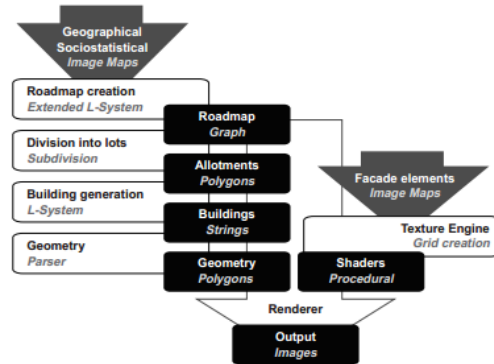 Geographical
Sociostatistical
Image Maps
Roadmap creation
Extended L-System
Roadmap
Graph
Division into lots
Subdivision
Allotments
Polygons
Building generation
L-System
Buildings
Strings
Geometry
Parser
Geometry
Polygons
Facade elements
Image Maps
Texture Engine
Grid creation
Shaders
Procedural
Renderer
Output
Images